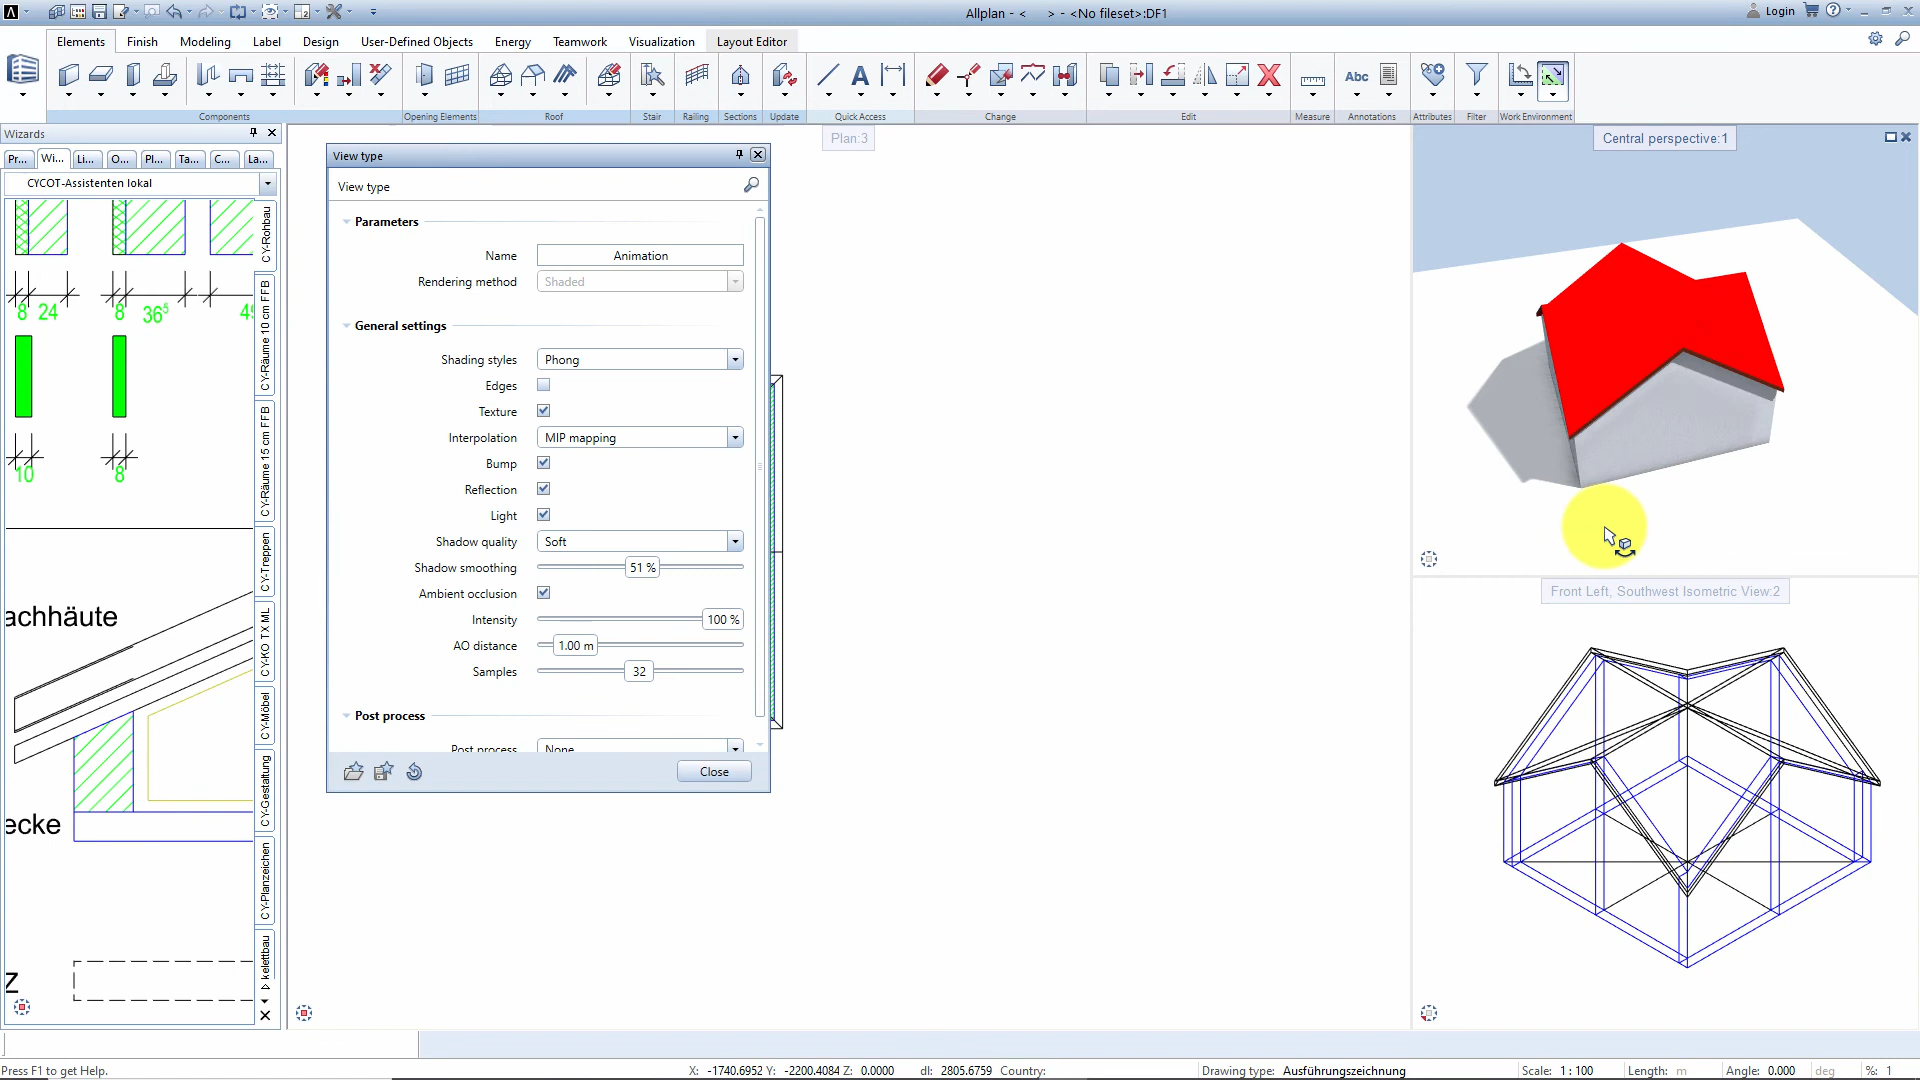 Allplan - <      > - <No fileset>:DF1
Login
Elements Finish Modeling Label Design User-Defined Objects Energy Teamwork Visualization Layout Editor
Abc
Components Opening Elements Roof Stair Railing Sections Update Quick Access Change Edit Measure Annotations Attributes Filter Work Environment
Wizards
Pr... Wi... Li... O... Pl... Ta... C... La...
CYCOT-Assistenten lokal
CY-Rohbau
CY-Räume 10 cm FFB
CY-Räume 15 cm FFB
CY-Treppen
CY-KO TX ML
CY-Möbel
CY-Gestaltung
CY-Planzeichen
kelettbau
8 24 8 36⁵ 49
10 8
achhäute
ecke
Z
Plan:3
View type
View type
Parameters
Name Animation
Rendering method Shaded
General settings
Shading styles Phong
Edges
Texture
Interpolation MIP mapping
Bump
Reflection
Light
Shadow quality Soft
Shadow smoothing 51 %
Ambient occlusion
Intensity 100 %
AO distance 1.00 m
Samples 32
Post process
Post process None
Close
Central perspective:1
Front Left, Southwest Isometric View:2
Press F1 to get Help.
X: -1740.6952 Y: -2200.4084 Z: 0.0000 dl: 2805.6759 Country: Drawing type: Ausführungszeichnung Scale: 1 : 100 Length: m Angle: 0.000 deg %: 1